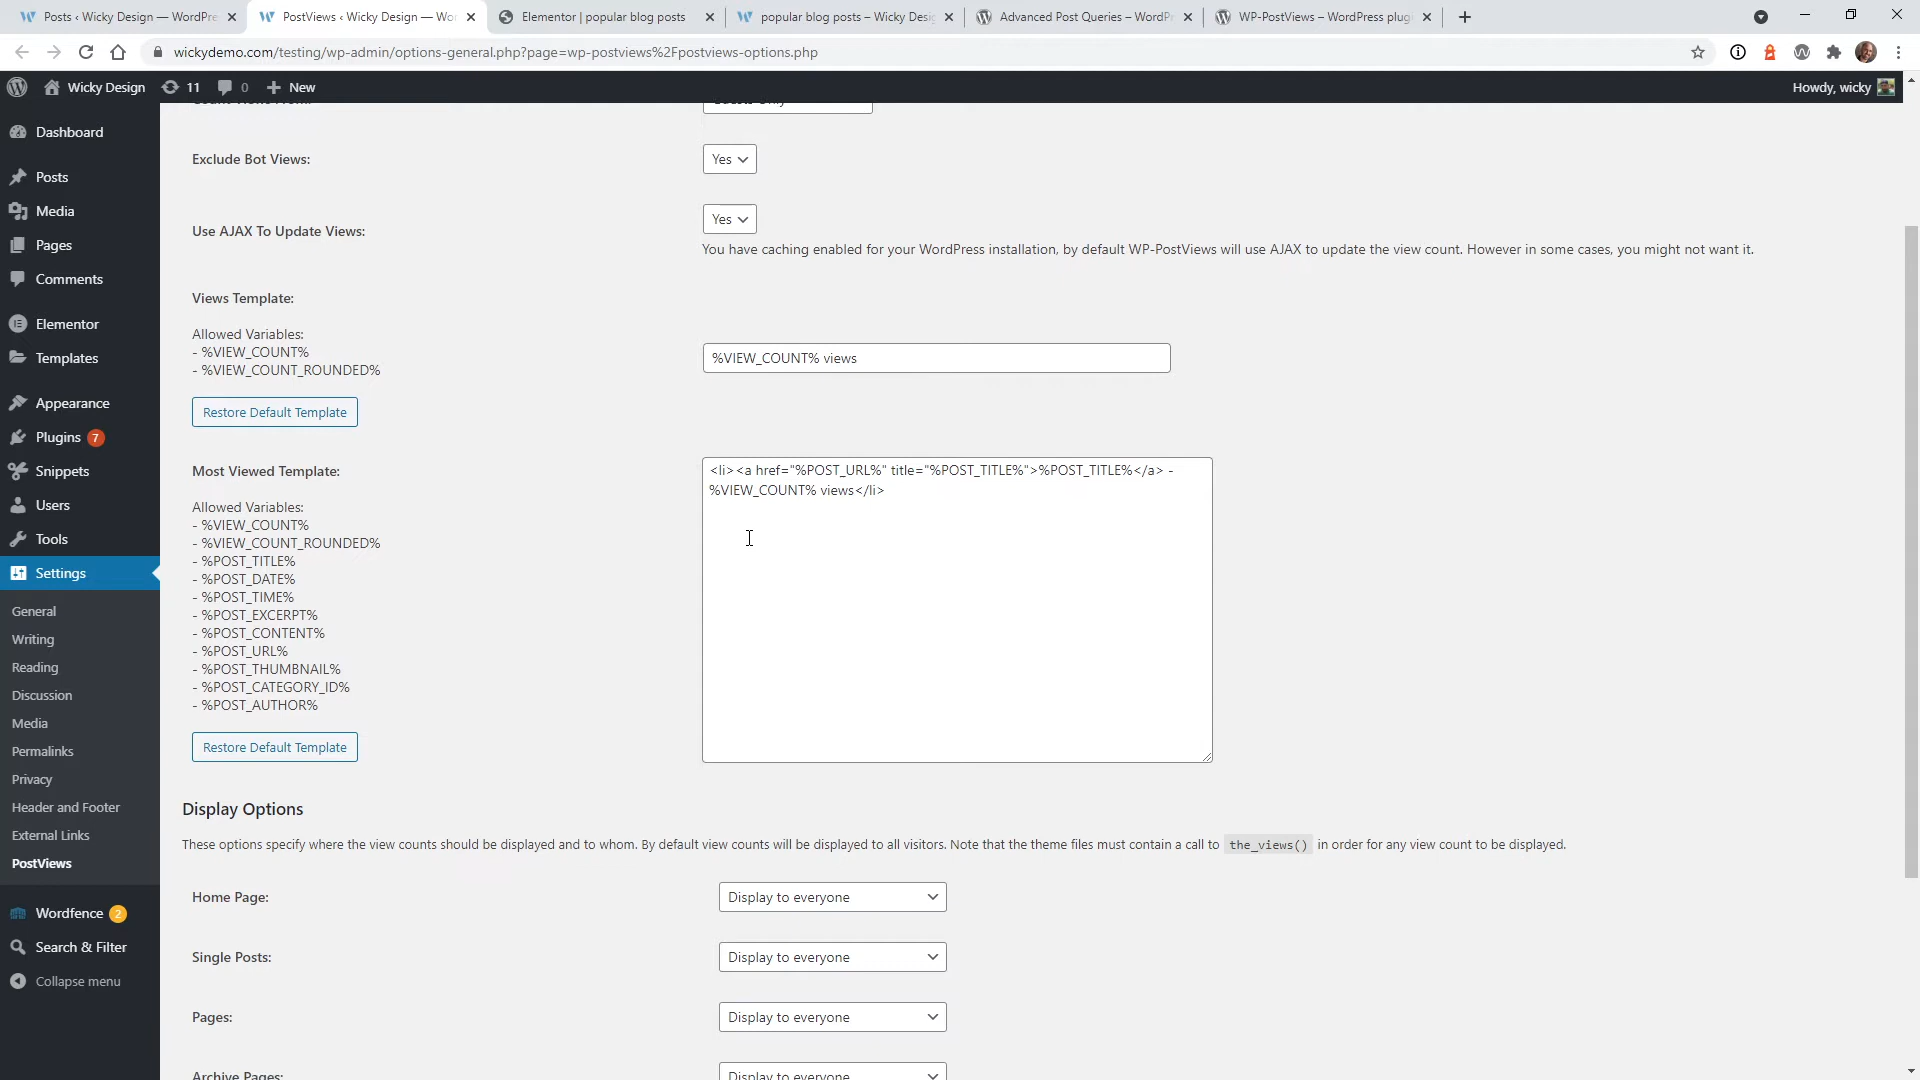 Posts ‹ Wicky Design — WordPre
PostViews ‹ Wicky Design — Wor
Elementor | popular blog posts
popular blog posts – Wicky Desig
Advanced Post Queries – WordPr
WP-PostViews – WordPress plugi
wickydemo.com/testing/wp-admin/options-general.php?page=wp-postviews%2Fpostviews-options.php
Wicky Design
11
0
New
Howdy, wicky
Dashboard
Posts
Media
Pages
Comments
Elementor
Templates
Appearance
Plugins 7
Snippets
Users
Tools
Settings
General
Writing
Reading
Discussion
Media
Permalinks
Privacy
Header and Footer
External Links
PostViews
Wordfence 2
Search & Filter
Collapse menu
Exclude Bot Views:
Yes
Use AJAX To Update Views:
Yes
You have caching enabled for your WordPress installation, by default WP-PostViews will use AJAX to update the view count. However in some cases, you might not want it.
Views Template:
Allowed Variables:
- %VIEW_COUNT%
- %VIEW_COUNT_ROUNDED%
%VIEW_COUNT% views
Restore Default Template
Most Viewed Template:
Allowed Variables:
- %VIEW_COUNT%
- %VIEW_COUNT_ROUNDED%
- %POST_TITLE%
- %POST_DATE%
- %POST_TIME%
- %POST_EXCERPT%
- %POST_CONTENT%
- %POST_URL%
- %POST_THUMBNAIL%
- %POST_CATEGORY_ID%
- %POST_AUTHOR%
<li><a href="%POST_URL%" title="%POST_TITLE%">%POST_TITLE%</a> -
%VIEW_COUNT% views</li>
Restore Default Template
Display Options
These options specify where the view counts should be displayed and to whom. By default view counts will be displayed to all visitors. Note that the theme files must contain a call to the_views() in order for any view count to be displayed.
Home Page:
Display to everyone
Single Posts:
Display to everyone
Pages:
Display to everyone
Archive Pages:
Display to everyone